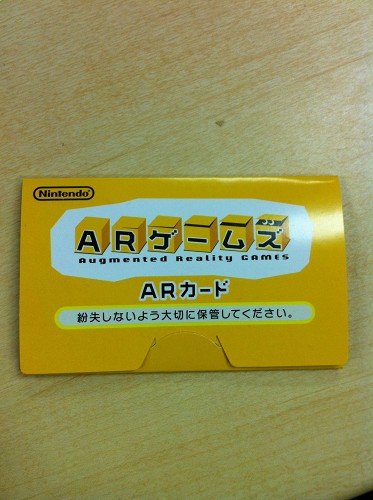 Nintendo
ARゲームズ
Augmented Reality GAMES
ARカード
紛失しないよう大切に保管してください。